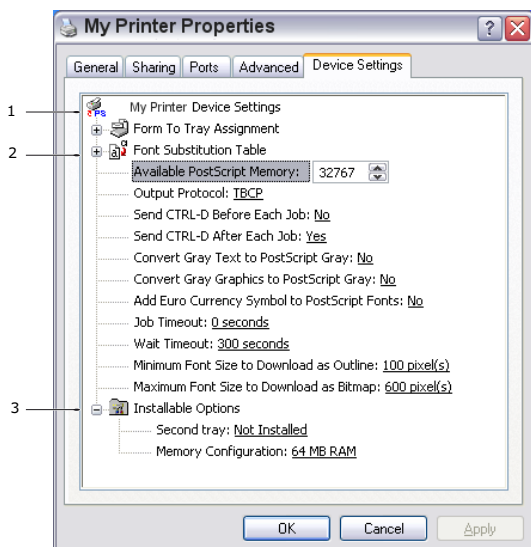 My Printer Properties
General Sharing Ports Advanced Device Settings
1
PS
My Printer Device Settings
Form To Tray Assignment
2
Font Substitution Table
Available PostScript Memory: 32767
Output Protocol: TBCP
Send CTRL-D Before Each Job: No
Send CTRL-D After Each Job: Yes
Convert Gray Text to PostScript Gray: No
Convert Gray Graphics to PostScript Gray: No
Add Euro Currency Symbol to PostScript Fonts: No
Job Timeout: 0 seconds
Wait Timeout: 300 seconds
Minimum Font Size to Download as Outline: 100 pixel(s)
Maximum Font Size to Download as Bitmap: 600 pixel(s)
3
Installable Options
Second tray: Not Installed
Memory Configuration: 64 MB RAM
OK Cancel Apply